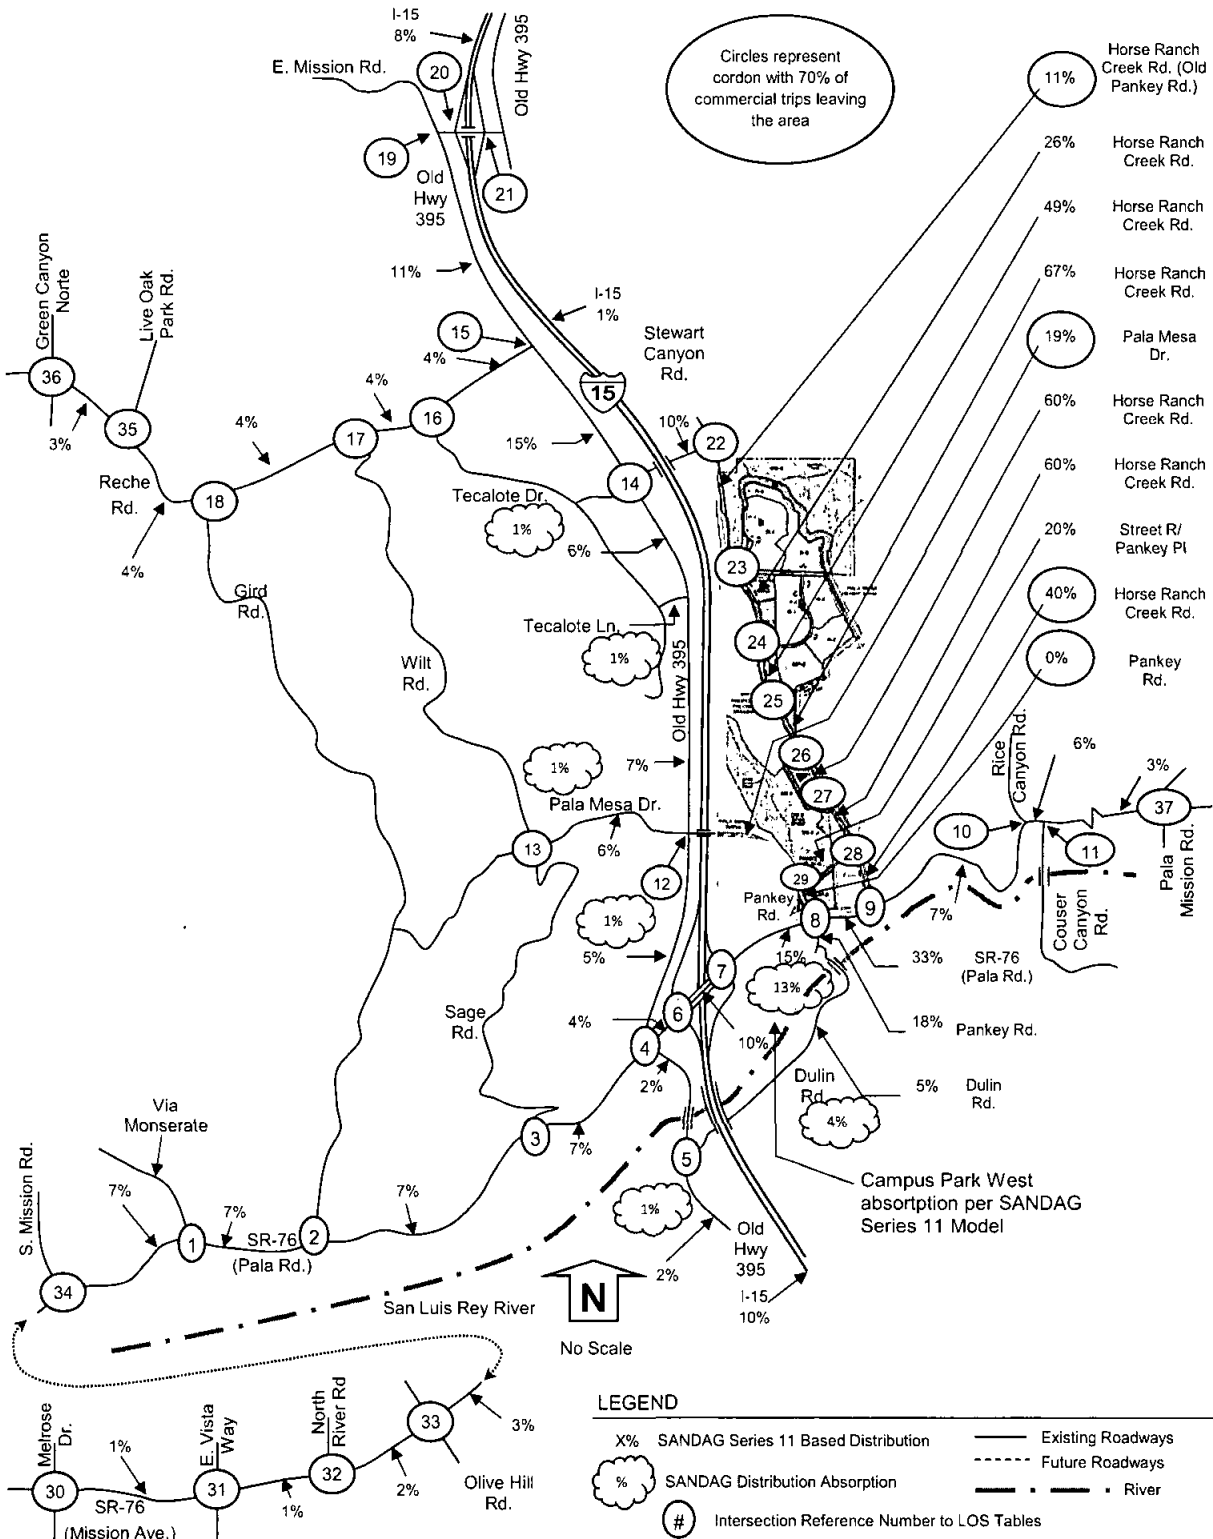 I-15
8%
Old Hwy 395
E. Mission Rd.
20
19
21
Old
Hwy
395
Circles represent
cordon with 70% of
commercial trips leaving
the area
11%
Horse Ranch
Creek Rd. (Old
Pankey Rd.)
26%
Horse Ranch
Creek Rd.
49%
Horse Ranch
Creek Rd.
67%
Horse Ranch
Creek Rd.
19%
Pala Mesa
Dr.
60%
Horse Ranch
Creek Rd.
60%
Horse Ranch
Creek Rd.
20%
Street R/
Pankey Pl
40%
Horse Ranch
Creek Rd.
0%
Pankey
Rd.
11%
I-15
1%
Stewart
Canyon
Rd.
15
Green Canyon
Norte
Live Oak
Park Rd.
15
4%
36
35
3%
4%
17
16
4%
15%
10%
22
14
Reche
Rd.
18
4%
Tecalote Dr.
1%
6%
23
Gird
Rd.
Tecalote Ln.
1%
24
Wilt
Rd.
Old Hwy 395
25
1%
7%
26
27
Pala Mesa Dr.
6%
13
12
28
29
Rice
Canyon Rd.
6%
3%
37
10
11
Pala
Mission Rd.
Couser
Canyon
Rd.
7%
Pankey
Rd.
8
9
1%
5%
15%
13%
33%
SR-76
(Pala Rd.)
7
6
4%
4
10%
18%
Pankey Rd.
Sage
Rd.
2%
Dulin
Rd.
4%
5%
Dulin
Rd.
3
7%
5
Via
Monserate
S. Mission Rd.
7%
1
7%
SR-76
(Pala Rd.)
2
7%
34
1%
Old
Hwy
395
2%
I-15
10%
Campus Park West
absortption per SANDAG
Series 11 Model
San Luis Rey River
N
No Scale
Melrose
Dr.
1%
E. Vista
Way
North
River Rd
33
3%
30
31
32
SR-76
(Mission Ave.)
1%
2%
Olive Hill
Rd.
LEGEND
X% SANDAG Series 11 Based Distribution
% SANDAG Distribution Absorption
# Intersection Reference Number to LOS Tables
Existing Roadways
Future Roadways
River